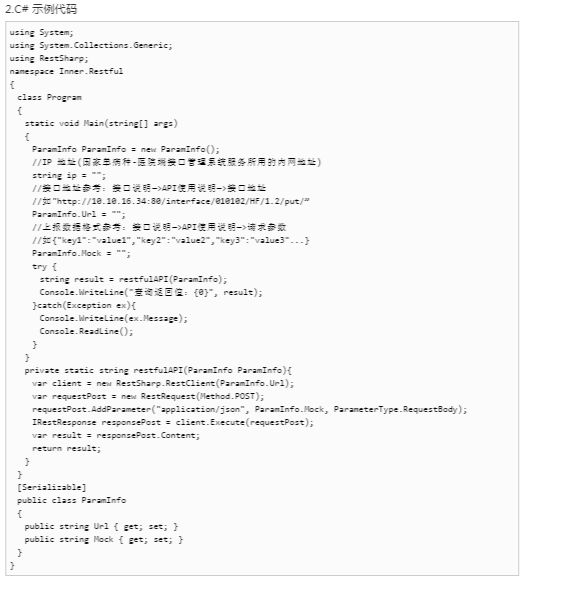 2.C# 示例代码
using System;
using System.Collections.Generic;
using RestSharp;
namespace Inner.Restful
{
class Program
{
static void Main(string[] args)
{
ParamInfo ParamInfo = new ParamInfo();
//IP 地址(国家单病种-医院端接口管理系统服务所用的内网地址)
string ip = "";
//接口地址参考: 接口说明—>API使用说明—>接口地址
//如"http://10.10.16.34:80/interface/010102/HF/1.2/put/"
ParamInfo.Url = "";
//上报数据格式参考: 接口说明—>API使用说明—>请求参数
//如{"key1":"value1","key2":"value2","key3":"value3"...}
ParamInfo.Mock = "";
try {
string result = restfulAPI(ParamInfo);
Console.WriteLine("查询返回值: {0}", result);
}catch(Exception ex){
Console.WriteLine(ex.Message);
Console.ReadLine();
}
}
private static string restfulAPI(ParamInfo ParamInfo){
var client = new RestSharp.RestClient(ParamInfo.Url);
var requestPost = new RestRequest(Method.POST);
requestPost.AddParameter("application/json", ParamInfo.Mock, ParameterType.RequestBody);
IRestResponse responsePost = client.Execute(requestPost);
var result = responsePost.Content;
return result;
}
}
[Serializable]
public class ParamInfo
{
public string Url { get; set; }
public string Mock { get; set; }
}
}